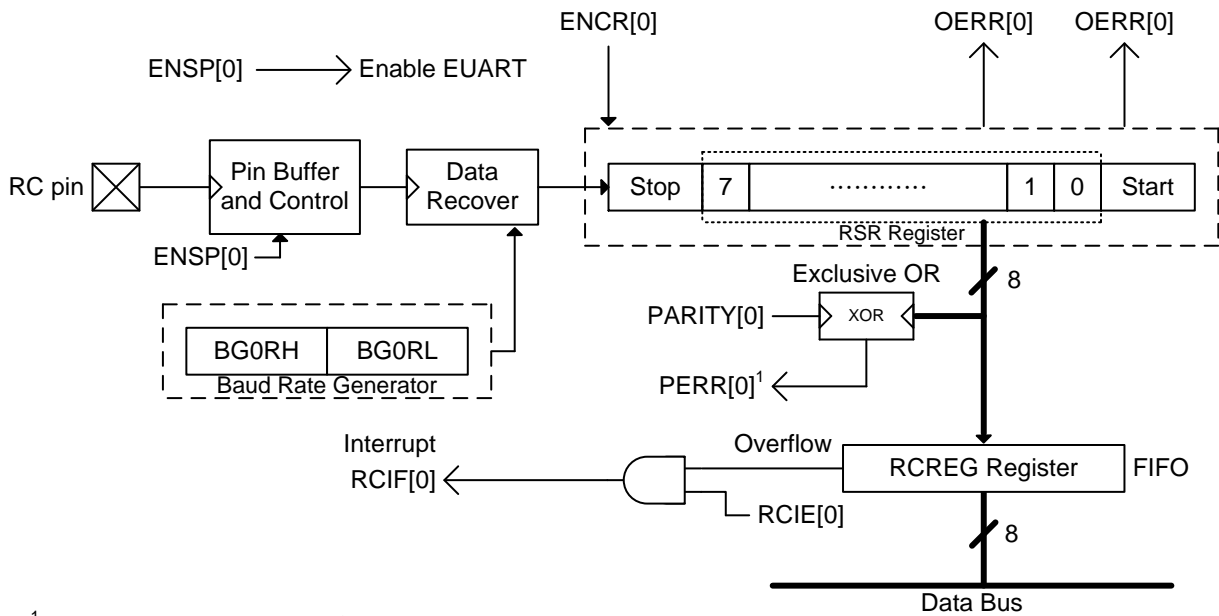 ENCR[0]
OERR[0]
OERR[0]
ENSP[0]
Enable EUART
RC pin
Pin Buffer
and Control
Data
Recover
Stop
7
............
1
0
Start
RSR Register
ENSP[0]
Exclusive OR
8
PARITY[0]
XOR
BG0RH
BG0RL
Baud Rate Generator
PERR[0]¹
Interrupt
Overflow
RCIF[0]
RCREG Register
FIFO
RCIE[0]
8
Data Bus
1